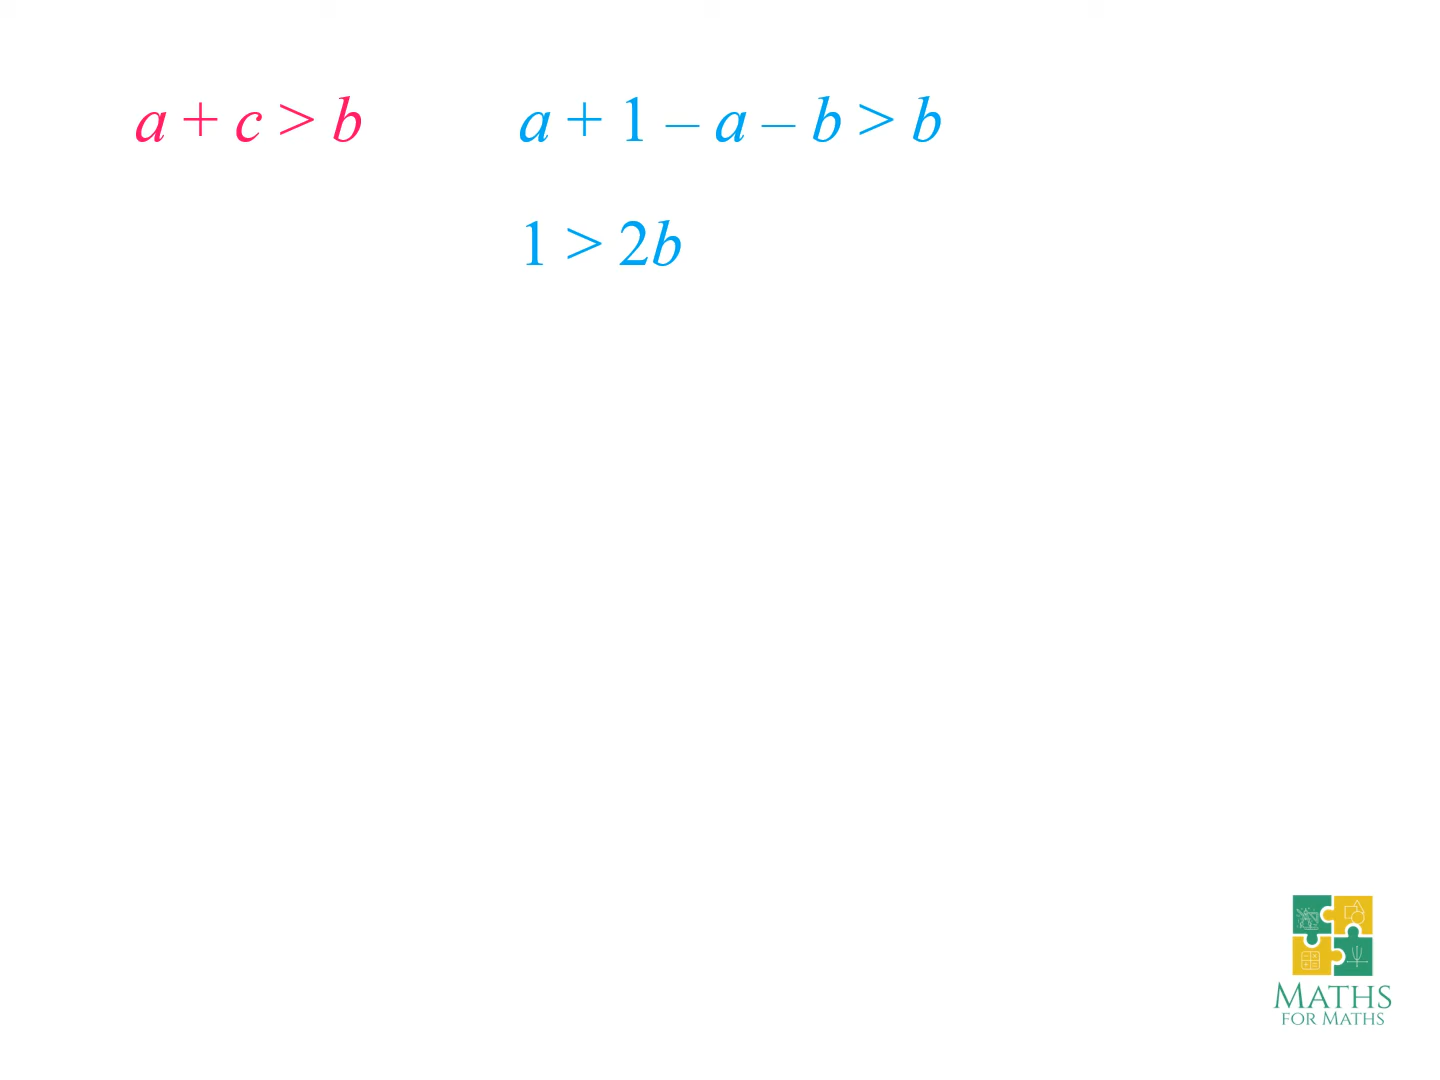 a + c > b
a + 1 – a – b > b
1 > 2b
MATHS
FOR MATHS